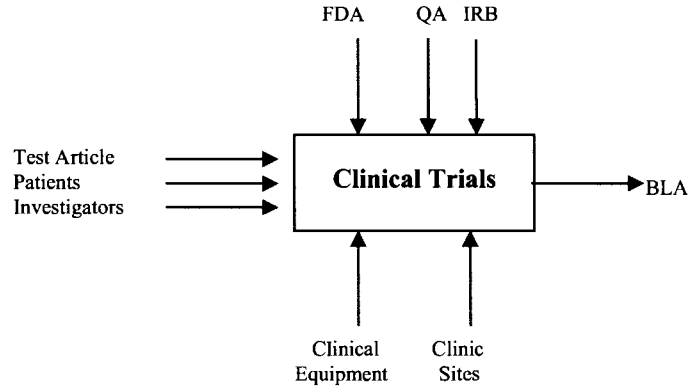 FDA QA IRB
Test Article
Patients
Investigators
Clinical Trials
BLA
Clinical
Equipment
Clinic
Sites